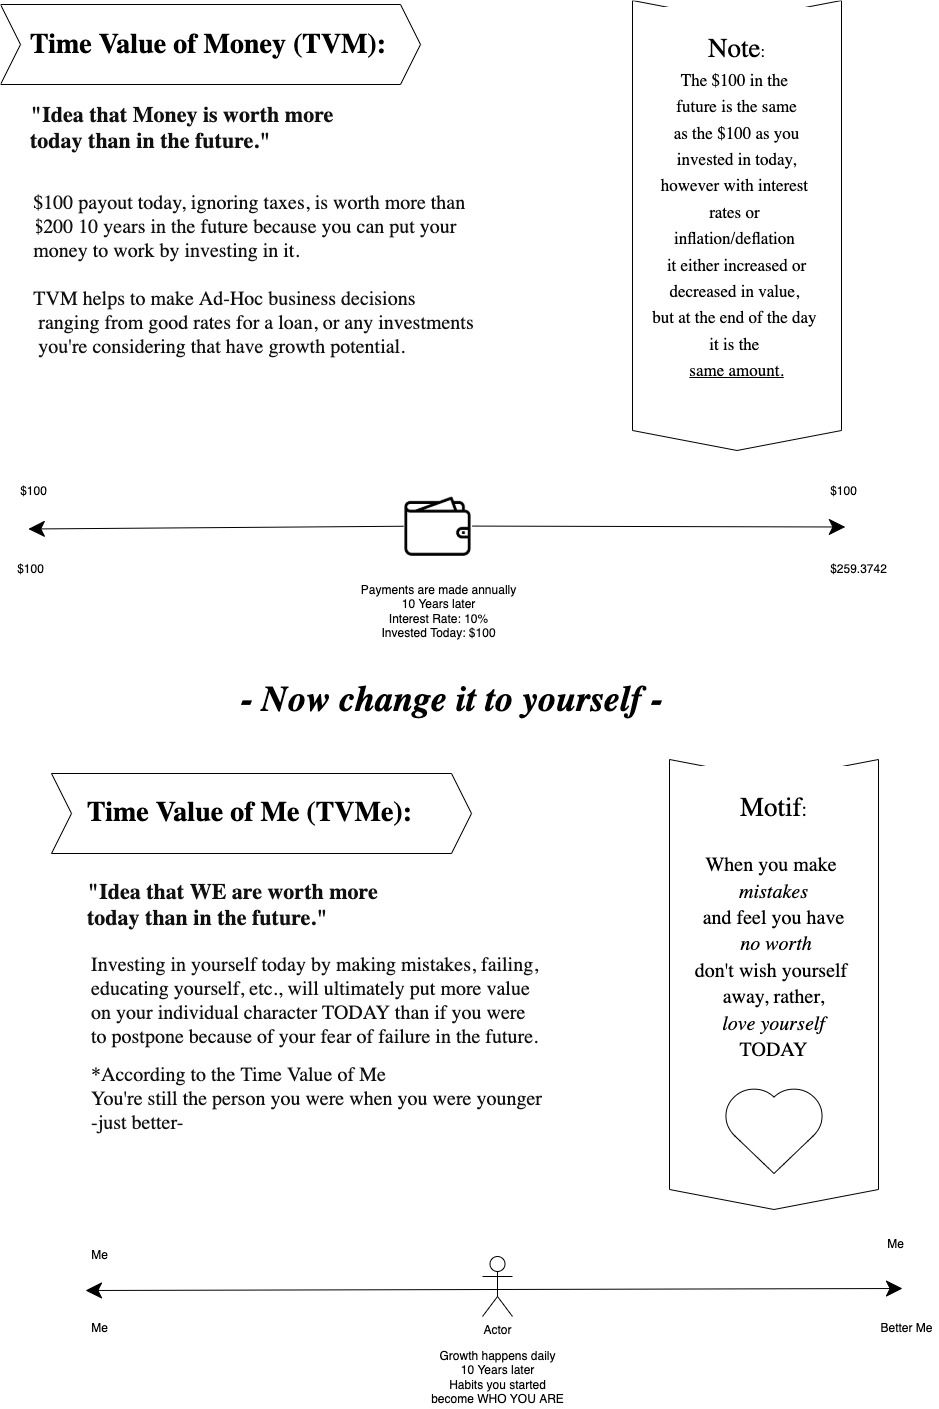 Time Value of Money (TVM):
"Idea that Money is worth more
today than in the future."
$100 payout today, ignoring taxes, is worth more than
$200 10 years in the future because you can put your
money to work by investing in it.
TVM helps to make Ad-Hoc business decisions
ranging from good rates for a loan, or any investments
you're considering that have growth potential.
Note:
The $100 in the
future is the same
as the $100 as you
invested in today,
however with interest
rates or
inflation/deflation
it either increased or
decreased in value,
but at the end of the day
it is the
same amount.
$100
$100
$100
$259.3742
Payments are made annually
10 Years later
Interest Rate: 10%
Invested Today: $100
- Now change it to yourself -
Time Value of Me (TVMe):
"Idea that WE are worth more
today than in the future."
Investing in yourself today by making mistakes, failing,
educating yourself, etc., will ultimately put more value
on your individual character TODAY than if you were
to postpone because of your fear of failure in the future.
*According to the Time Value of Me
You're still the person you were when you were younger
-just better-
Motif:
When you make
mistakes
and feel you have
no worth
don't wish yourself
away, rather,
love yourself
TODAY
Me
Me
Me
Better Me
Actor
Growth happens daily
10 Years later
Habits you started
become WHO YOU ARE